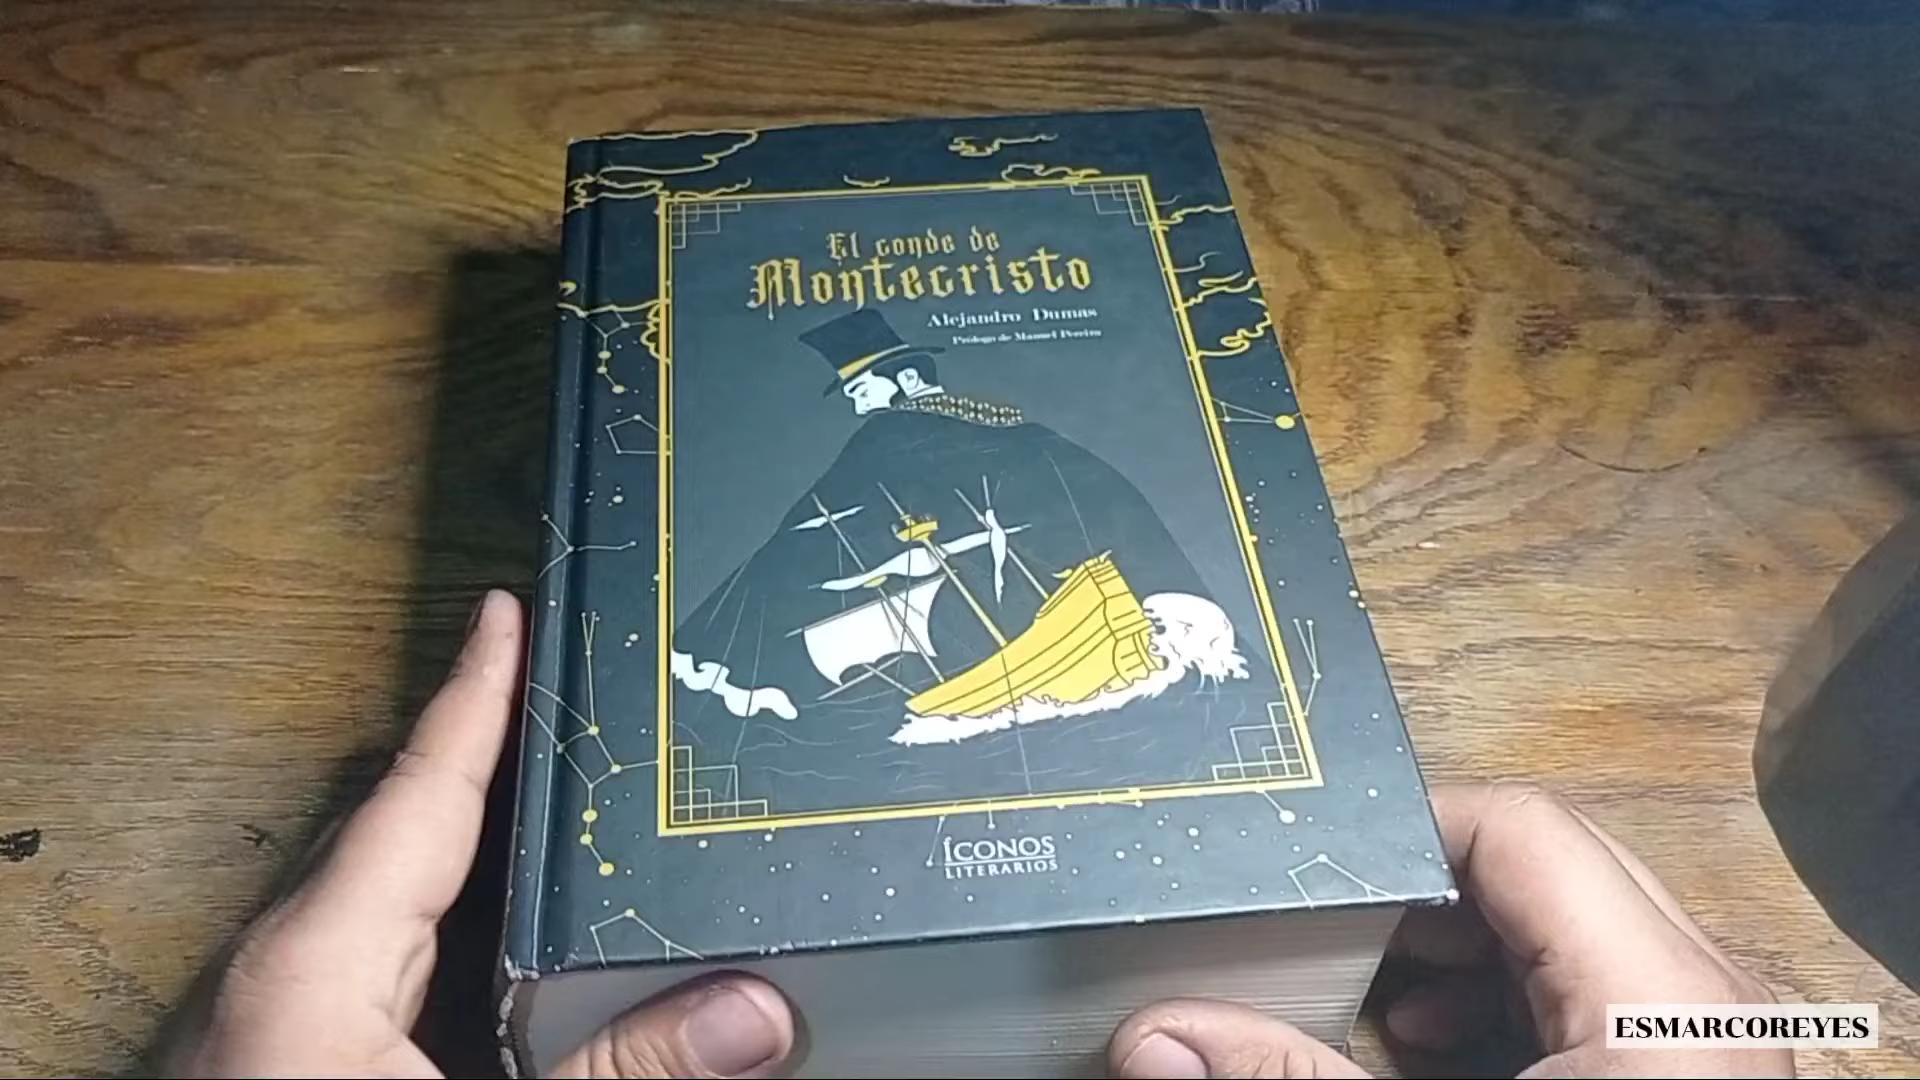 El conde de
Montecristo
Alejandro Dumas
Prólogo de Manuel Pereira
ÍCONOS
LITERARIOS
ESMARCOREYES